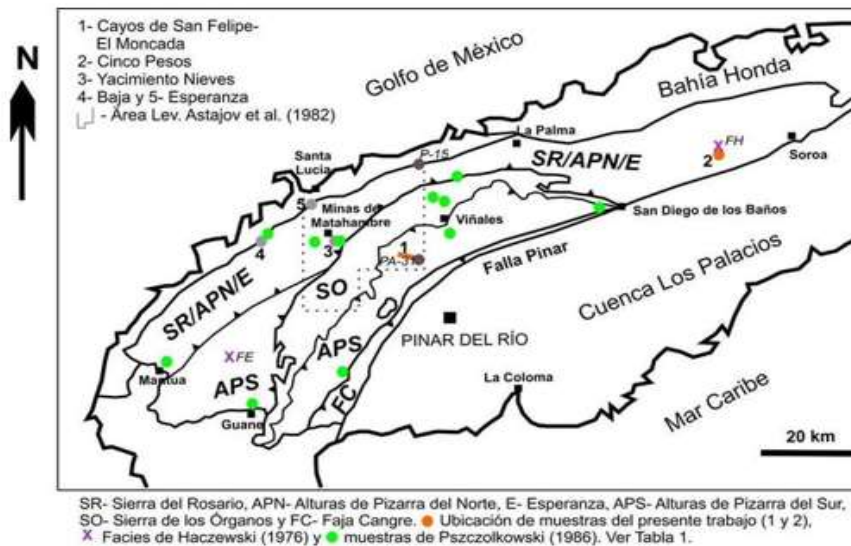 1- Cayos de San Felipe-
El Moncada
2- Cinco Pesos
3- Yacimiento Nieves
4- Baja y 5- Esperanza
- Área Lev. Astajov et al. (1982)
N
Golfo de México
Bahía Honda
La Palma
P-15
SR/APN/E
FH
2
Soroa
Santa
Lucia
5
Minas de
Matahambre
Viñales
San Diego de los Baños
4
3
1
PA-37
Falla Pinar
SO
Cuenca Los Palacios
SR/APN/E
PINAR DEL RÍO
FE
APS
Mantua
APS
La Coloma
Mar Caribe
FC
Guane
20 km
SR- Sierra del Rosario, APN- Alturas de Pizarra del Norte, E- Esperanza, APS- Alturas de Pizarra del Sur,
SO- Sierra de los Órganos y FC- Faja Cangre. Ubicación de muestras del presente trabajo (1 y 2),
X Facies de Haczewski (1976) y muestras de Pszczolkowski (1986). Ver Tabla 1.